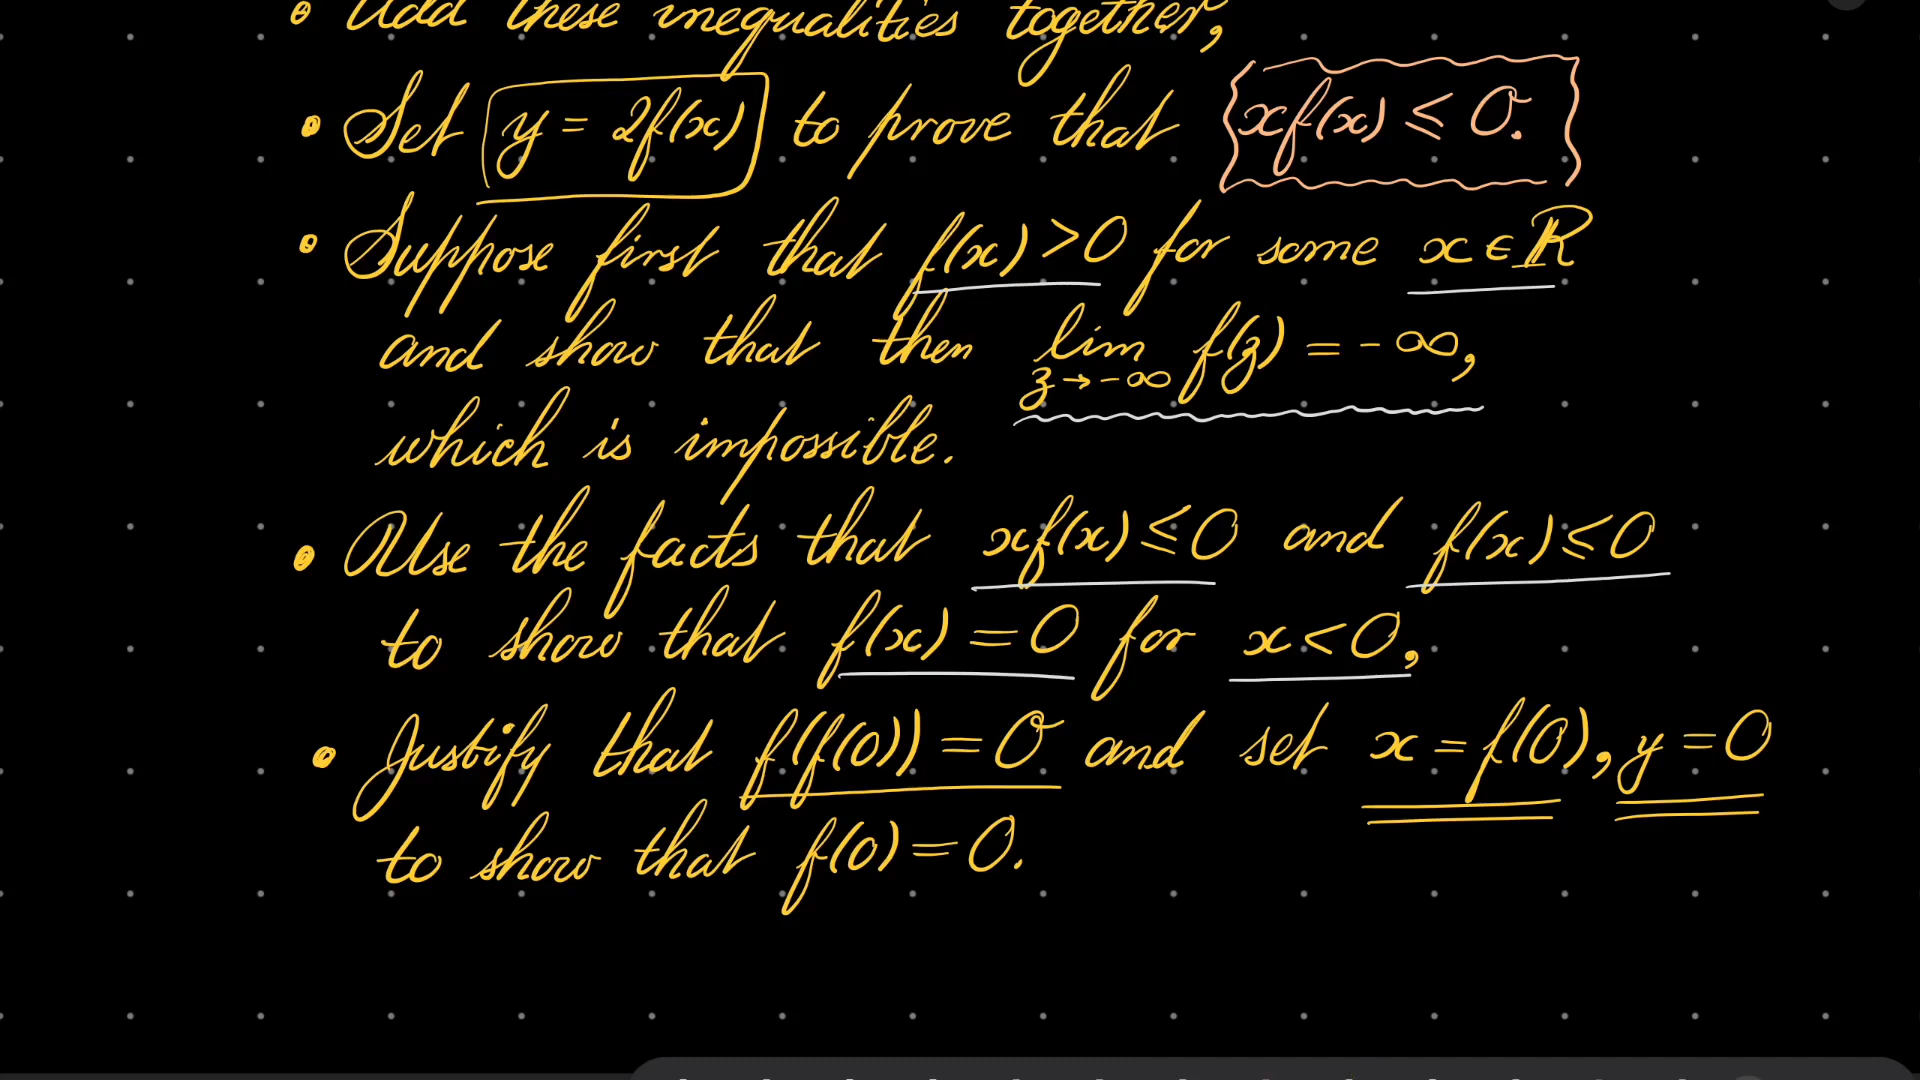 • Add these inequalities together,
• Set y = 2f(x) to prove that xf(x) ≤ 0.
• Suppose first that f(x) > 0 for some x ∈ ℝ
and show that then lim f(z) = -∞,
z → -∞
which is impossible.
• Use the facts that xf(x) ≤ 0 and f(x) ≤ 0
to show that f(x) = 0 for x < 0,
• Justify that f(f(0)) = 0 and set x = f(0), y = 0
to show that f(0) = 0.